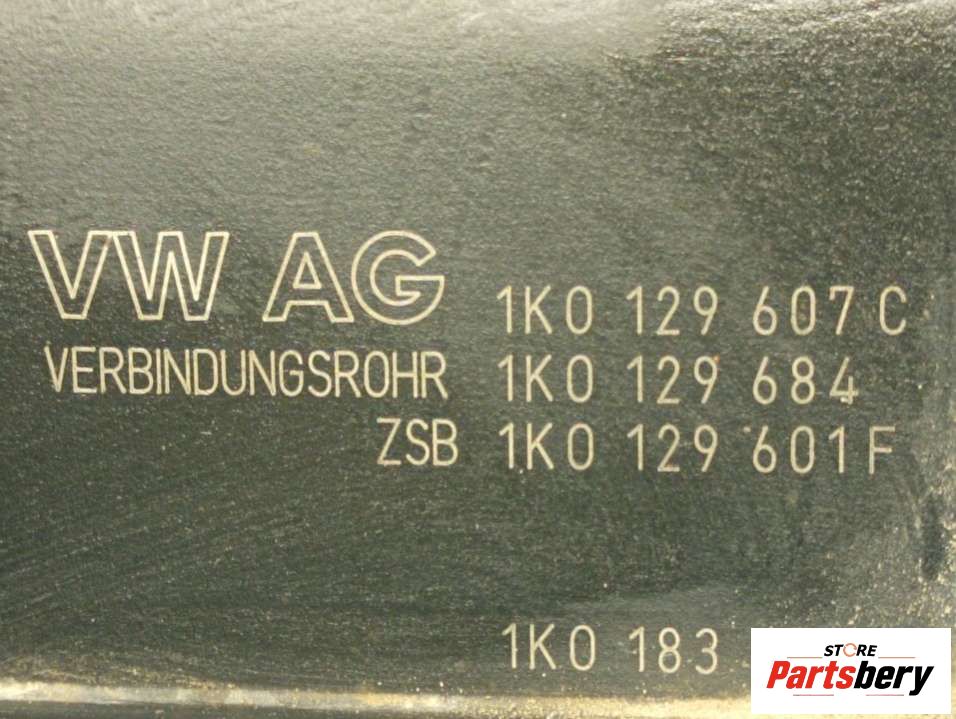 VW AG 1K0 129 607 C
VERBINDUNGSROHR 1K0 129 684
ZSB 1K0 129 601 F
1K0 183
STORE
Partsbery